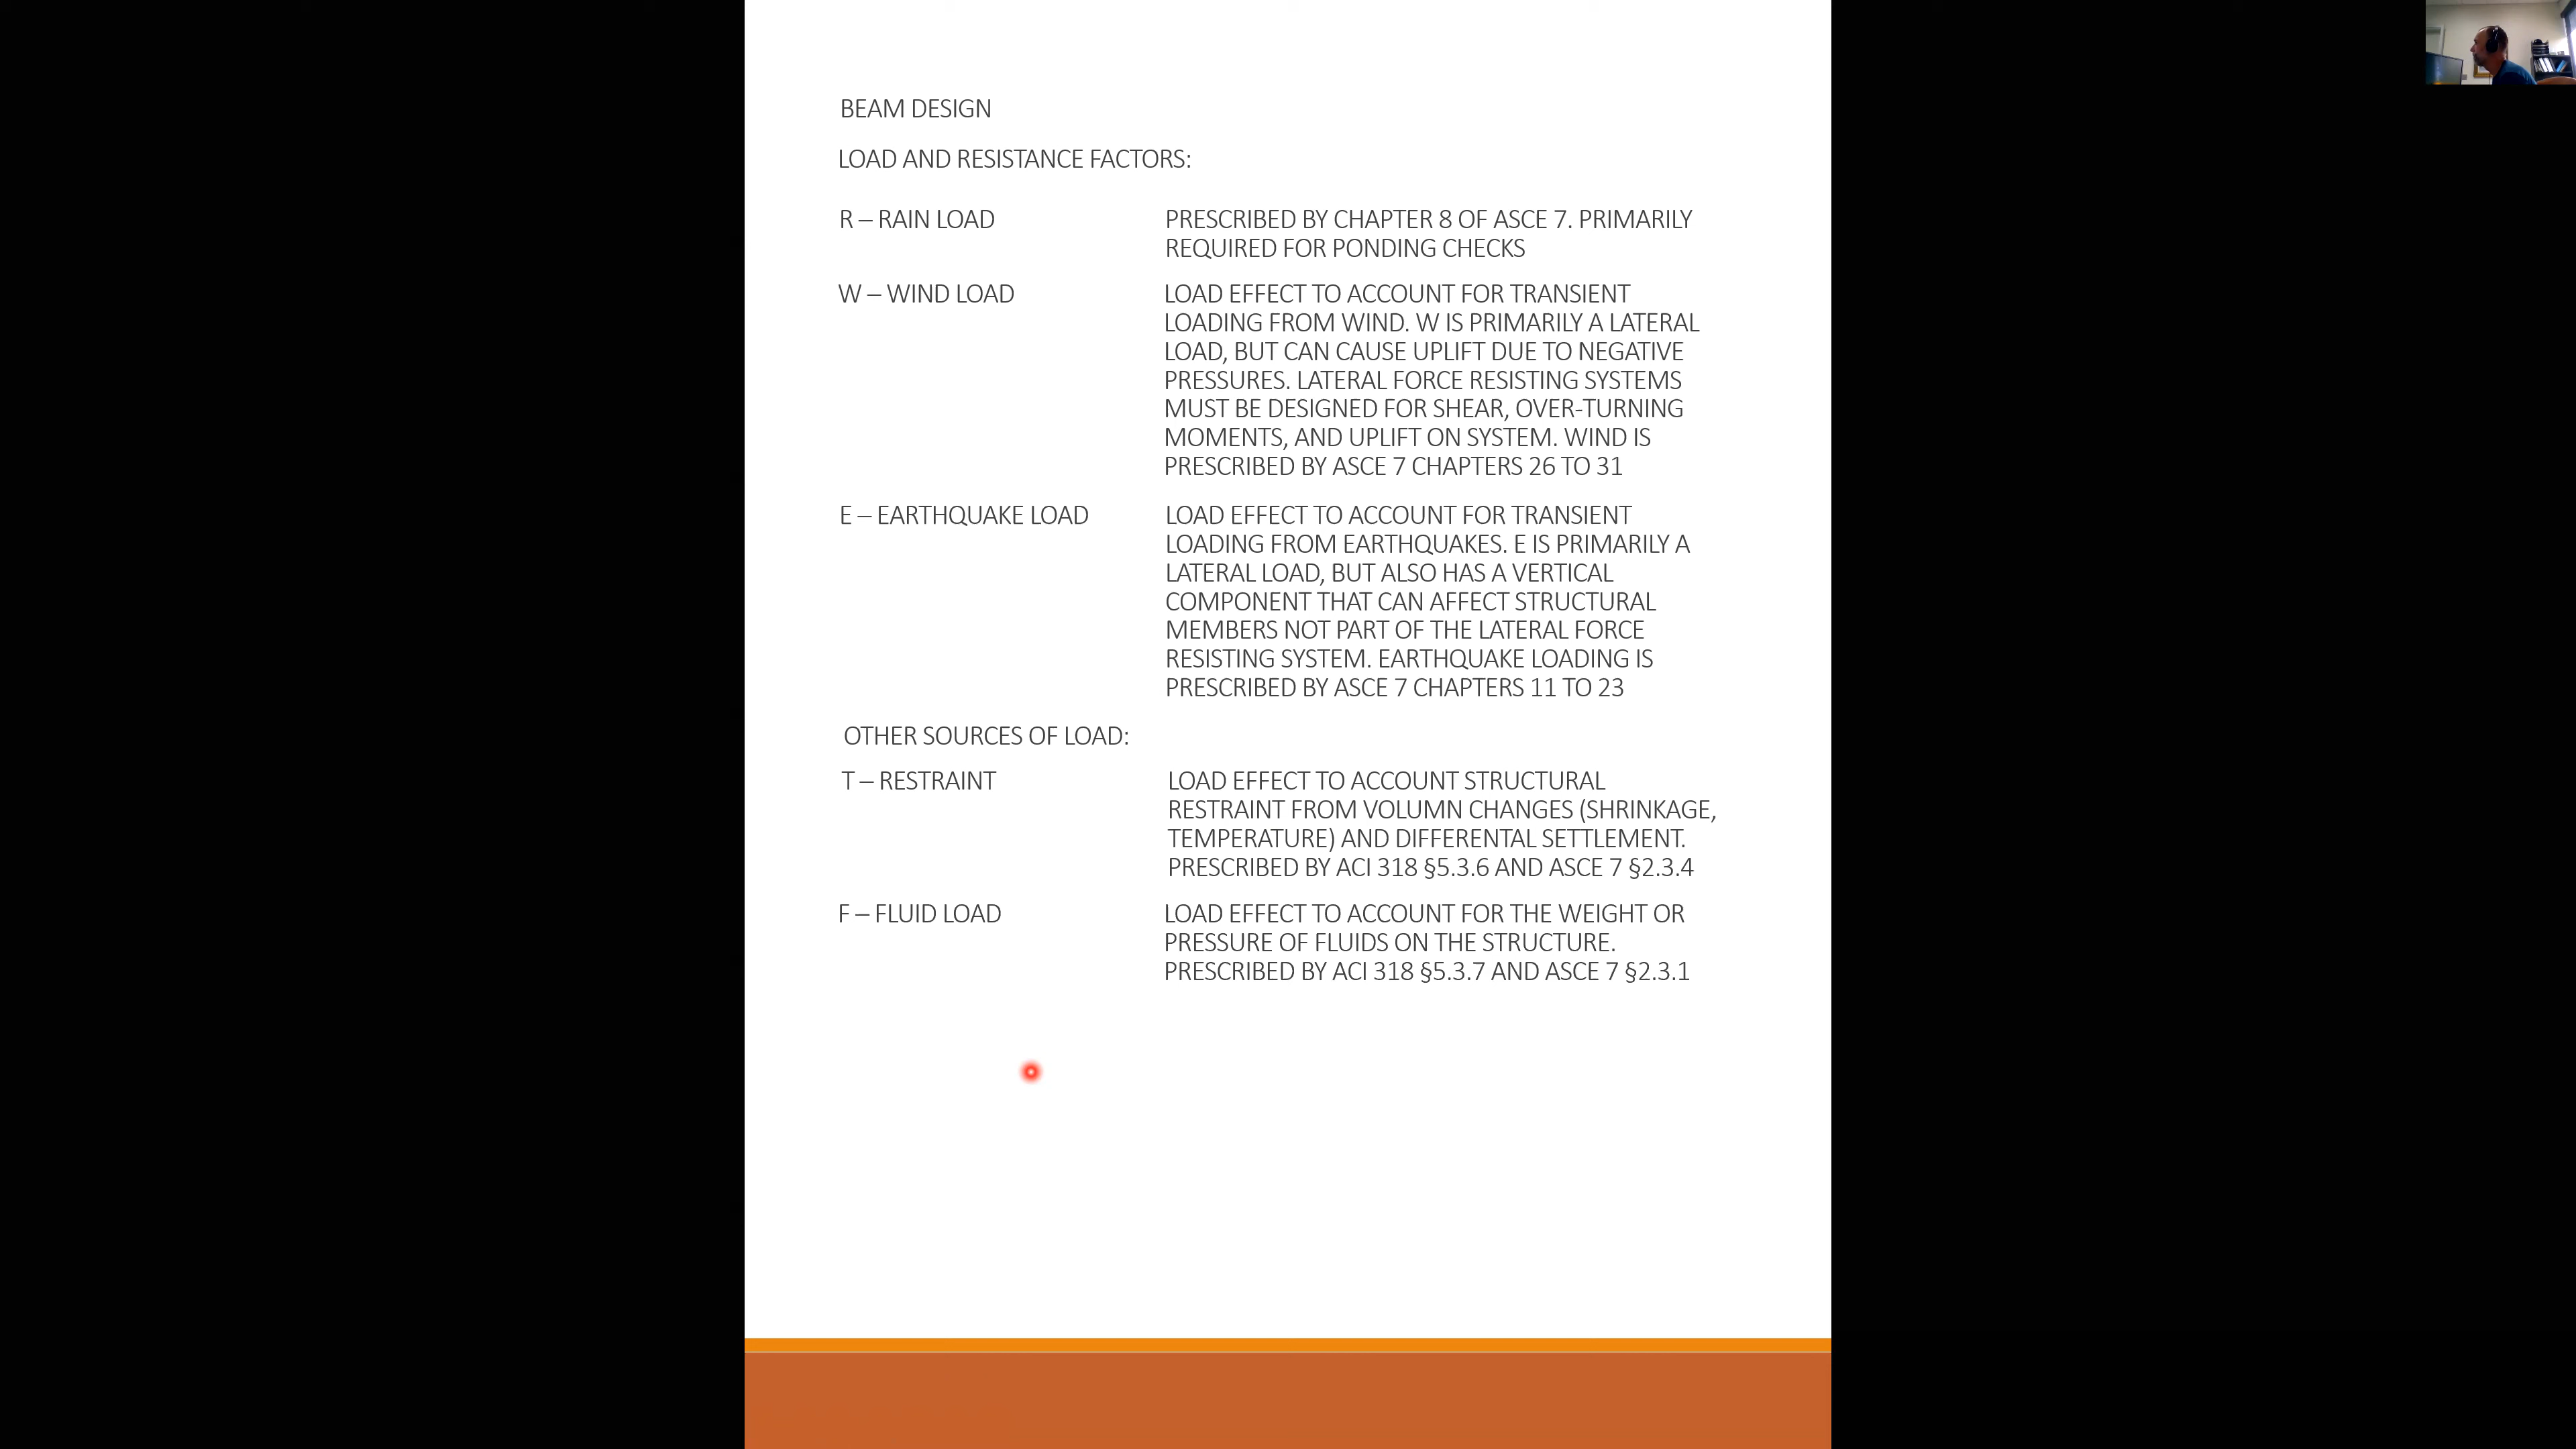 BEAM DESIGN
LOAD AND RESISTANCE FACTORS:
R – RAIN LOAD
PRESCRIBED BY CHAPTER 8 OF ASCE 7. PRIMARILY
REQUIRED FOR PONDING CHECKS
W – WIND LOAD
LOAD EFFECT TO ACCOUNT FOR TRANSIENT
LOADING FROM WIND. W IS PRIMARILY A LATERAL
LOAD, BUT CAN CAUSE UPLIFT DUE TO NEGATIVE
PRESSURES. LATERAL FORCE RESISTING SYSTEMS
MUST BE DESIGNED FOR SHEAR, OVER-TURNING
MOMENTS, AND UPLIFT ON SYSTEM. WIND IS
PRESCRIBED BY ASCE 7 CHAPTERS 26 TO 31
E – EARTHQUAKE LOAD
LOAD EFFECT TO ACCOUNT FOR TRANSIENT
LOADING FROM EARTHQUAKES. E IS PRIMARILY A
LATERAL LOAD, BUT ALSO HAS A VERTICAL
COMPONENT THAT CAN AFFECT STRUCTURAL
MEMBERS NOT PART OF THE LATERAL FORCE
RESISTING SYSTEM. EARTHQUAKE LOADING IS
PRESCRIBED BY ASCE 7 CHAPTERS 11 TO 23
OTHER SOURCES OF LOAD:
T – RESTRAINT
LOAD EFFECT TO ACCOUNT STRUCTURAL
RESTRAINT FROM VOLUMN CHANGES (SHRINKAGE,
TEMPERATURE) AND DIFFERENTAL SETTLEMENT.
PRESCRIBED BY ACI 318 §5.3.6 AND ASCE 7 §2.3.4
F – FLUID LOAD
LOAD EFFECT TO ACCOUNT FOR THE WEIGHT OR
PRESSURE OF FLUIDS ON THE STRUCTURE.
PRESCRIBED BY ACI 318 §5.3.7 AND ASCE 7 §2.3.1